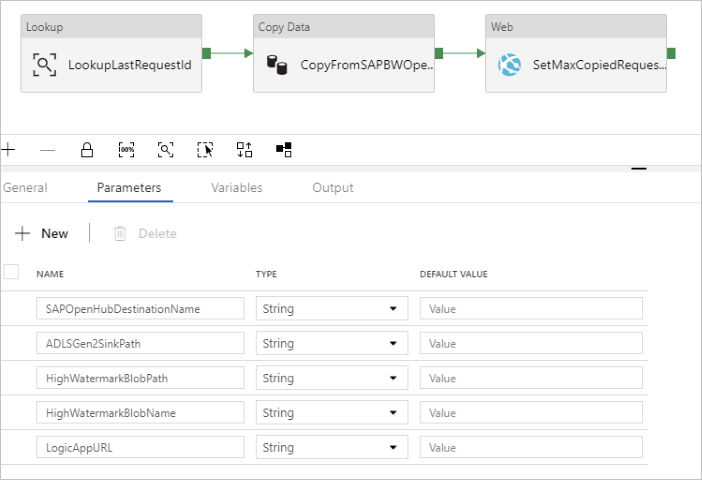 Lookup
Copy Data
Web
LookupLastRequestId
CopyFromSAPBWOpe...
SetMaxCopiedReques...
100%
General
Parameters
Variables
Output
New
Delete
NAME
TYPE
DEFAULT VALUE
SAPOpenHubDestinationName
String
Value
ADLSGen2SinkPath
String
Value
HighWatermarkBlobPath
String
Value
HighWatermarkBlobName
String
Value
LogicAppURL
String
Value